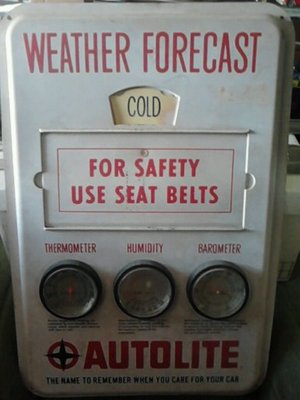 WEATHER FORECAST
COLD
FOR SAFETY
USE SEAT BELTS
THERMOMETER HUMIDITY BAROMETER
AUTOLITE
THE NAME TO REMEMBER WHEN YOU CARE FOR YOUR CAR